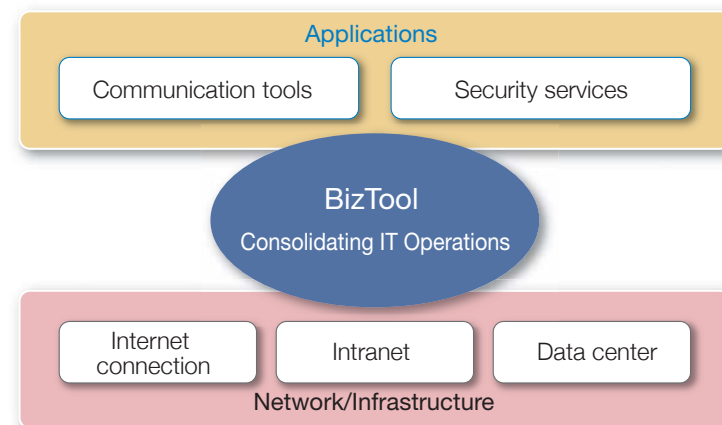 Applications
Communication tools
Security services
BizTool
Consolidating IT Operations
Internet
connection
Intranet
Data center
Network/Infrastructure